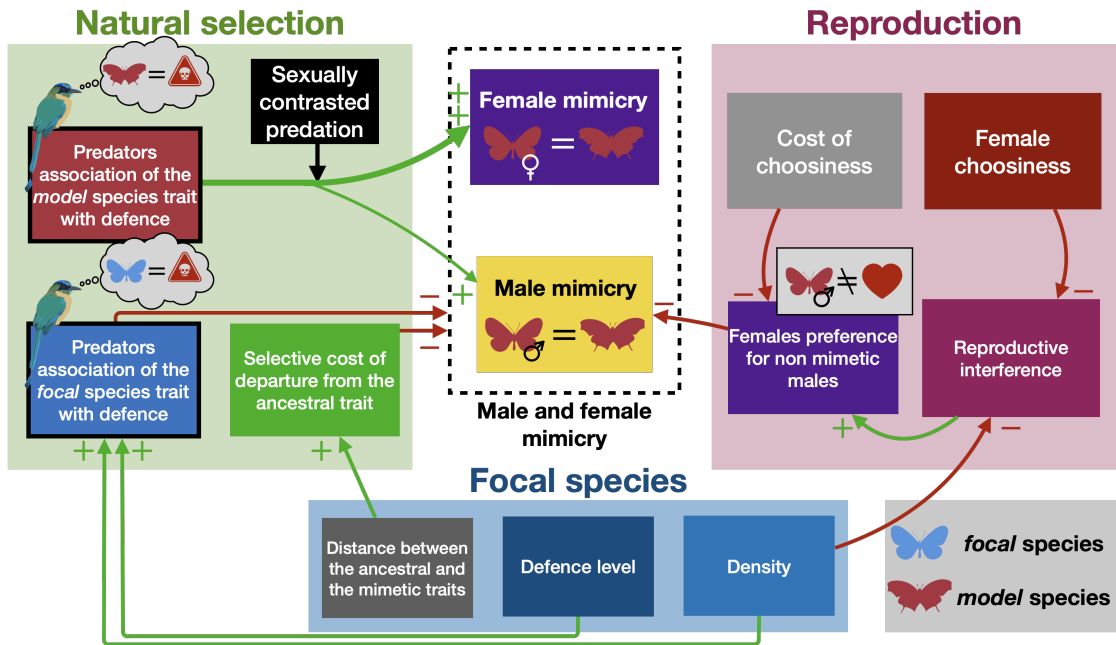 Natural selection
Reproduction
Sexually
contrasted
predation
Predators
association of the
model species trait
with defence
Predators
association of the
focal species trait
with defence
Selective cost of
departure from the
ancestral trait
Female mimicry
♀
=
Male mimicry
♂
=
Male and female
mimicry
Cost of
choosiness
Female
choosiness
♂ ≠
Females preference
for non mimetic
males
Reproductive
interference
Focal species
Distance between
the ancestral and
the mimetic traits
Defence level
Density
focal species
model species